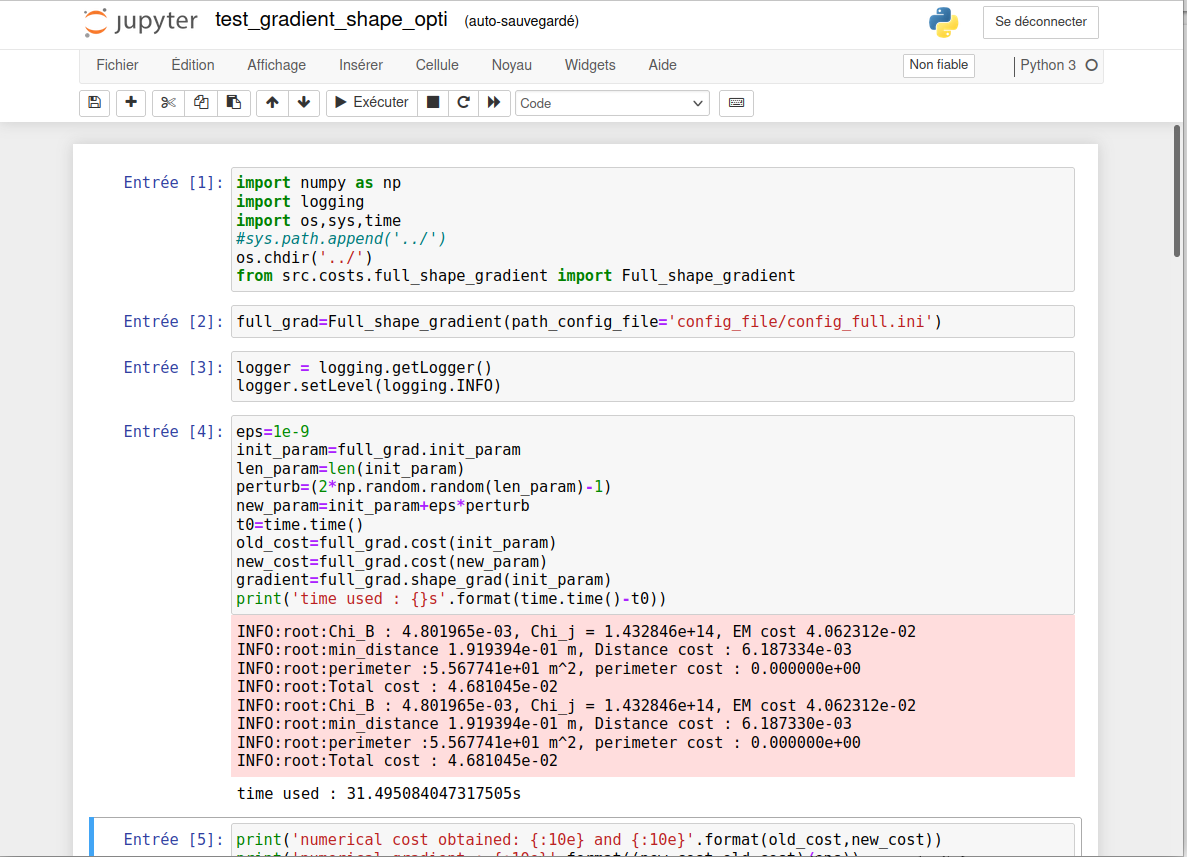 jupyter test_gradient_shape_opti (auto-sauvegardé)
Se déconnecter
Fichier Édition Affichage Insérer Cellule Noyau Widgets Aide
Non fiable
Python 3
Exécuter
Code
Entrée [1]: import numpy as np
import logging
import os,sys,time
#sys.path.append('../')
os.chdir('../')
from src.costs.full_shape_gradient import Full_shape_gradient
Entrée [2]: full_grad=Full_shape_gradient(path_config_file='config_file/config_full.ini')
Entrée [3]: logger = logging.getLogger()
logger.setLevel(logging.INFO)
Entrée [4]: eps=1e-9
init_param=full_grad.init_param
len_param=len(init_param)
perturb=(2*np.random.random(len_param)-1)
new_param=init_param+eps*perturb
t0=time.time()
old_cost=full_grad.cost(init_param)
new_cost=full_grad.cost(new_param)
gradient=full_grad.shape_grad(init_param)
print('time used : {}s'.format(time.time()-t0))
INFO:root:Chi_B : 4.801965e-03, Chi_j = 1.432846e+14, EM cost 4.062312e-02
INFO:root:min_distance 1.919394e-01 m, Distance cost : 6.187334e-03
INFO:root:perimeter :5.567741e+01 m^2, perimeter cost : 0.000000e+00
INFO:root:Total cost : 4.681045e-02
INFO:root:Chi_B : 4.801965e-03, Chi_j = 1.432846e+14, EM cost 4.062312e-02
INFO:root:min_distance 1.919394e-01 m, Distance cost : 6.187330e-03
INFO:root:perimeter :5.567741e+01 m^2, perimeter cost : 0.000000e+00
INFO:root:Total cost : 4.681045e-02
time used : 31.495084047317505s
Entrée [5]: print('numerical cost obtained: {:10e} and {:10e}'.format(old_cost,new_cost))